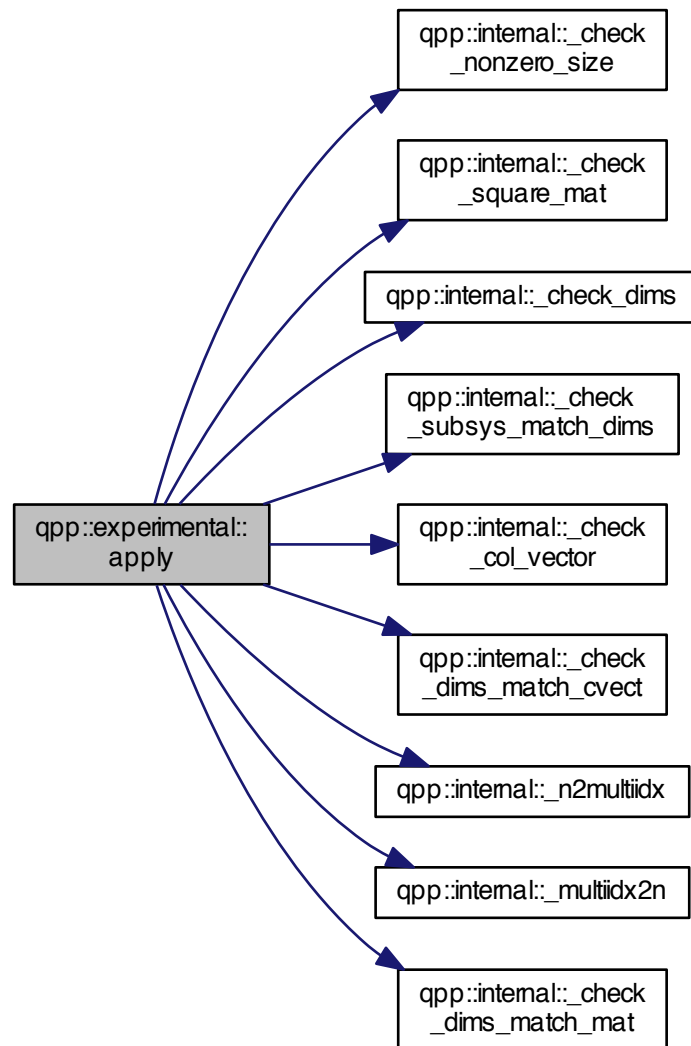 qpp::internal::_check
_nonzero_size
qpp::internal::_check
_square_mat
qpp::internal::_check_dims
qpp::internal::_check
_subsys_match_dims
qpp::experimental::
apply
qpp::internal::_check
_col_vector
qpp::internal::_check
_dims_match_cvect
qpp::internal::_n2multiidx
qpp::internal::_multiidx2n
qpp::internal::_check
_dims_match_mat